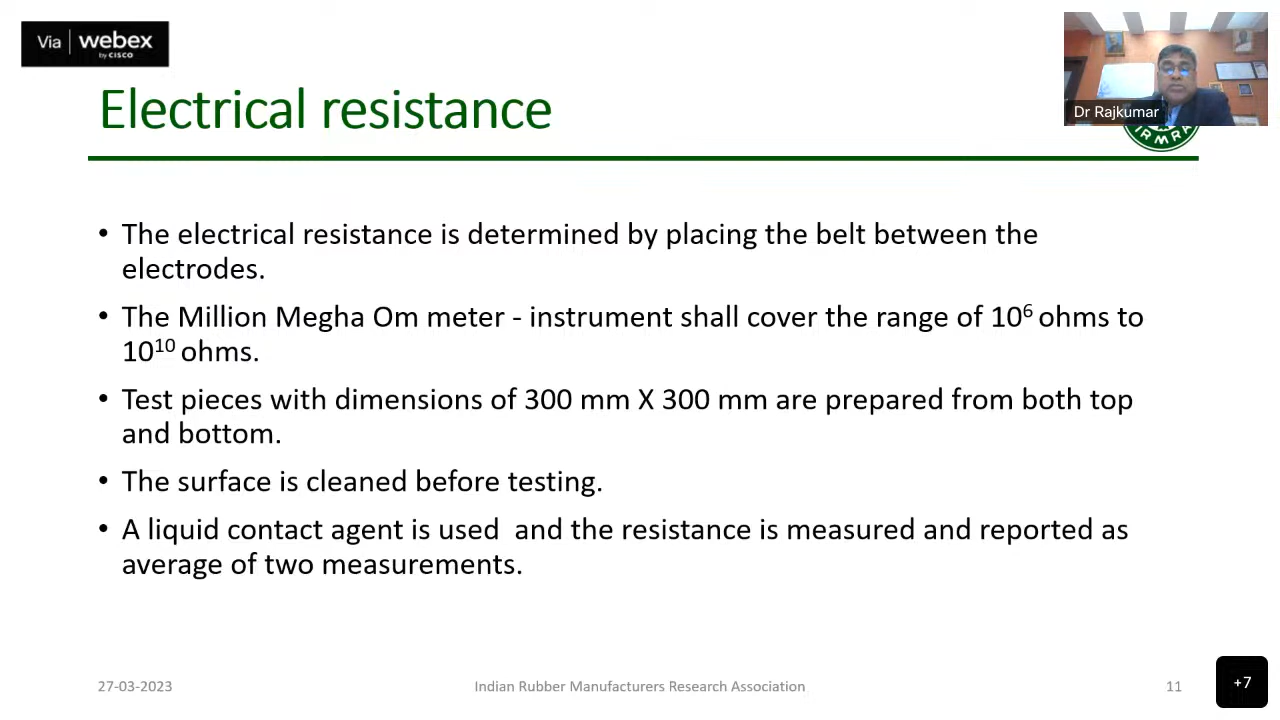 Via webex
by CISCO
Dr Rajkumar
IRMRA
Electrical resistance
• The electrical resistance is determined by placing the belt between the
electrodes.
• The Million Megha Om meter - instrument shall cover the range of 10⁶ ohms to
10¹⁰ ohms.
• Test pieces with dimensions of 300 mm X 300 mm are prepared from both top
and bottom.
• The surface is cleaned before testing.
• A liquid contact agent is used  and the resistance is measured and reported as
average of two measurements.
27-03-2023
Indian Rubber Manufacturers Research Association
11
+7